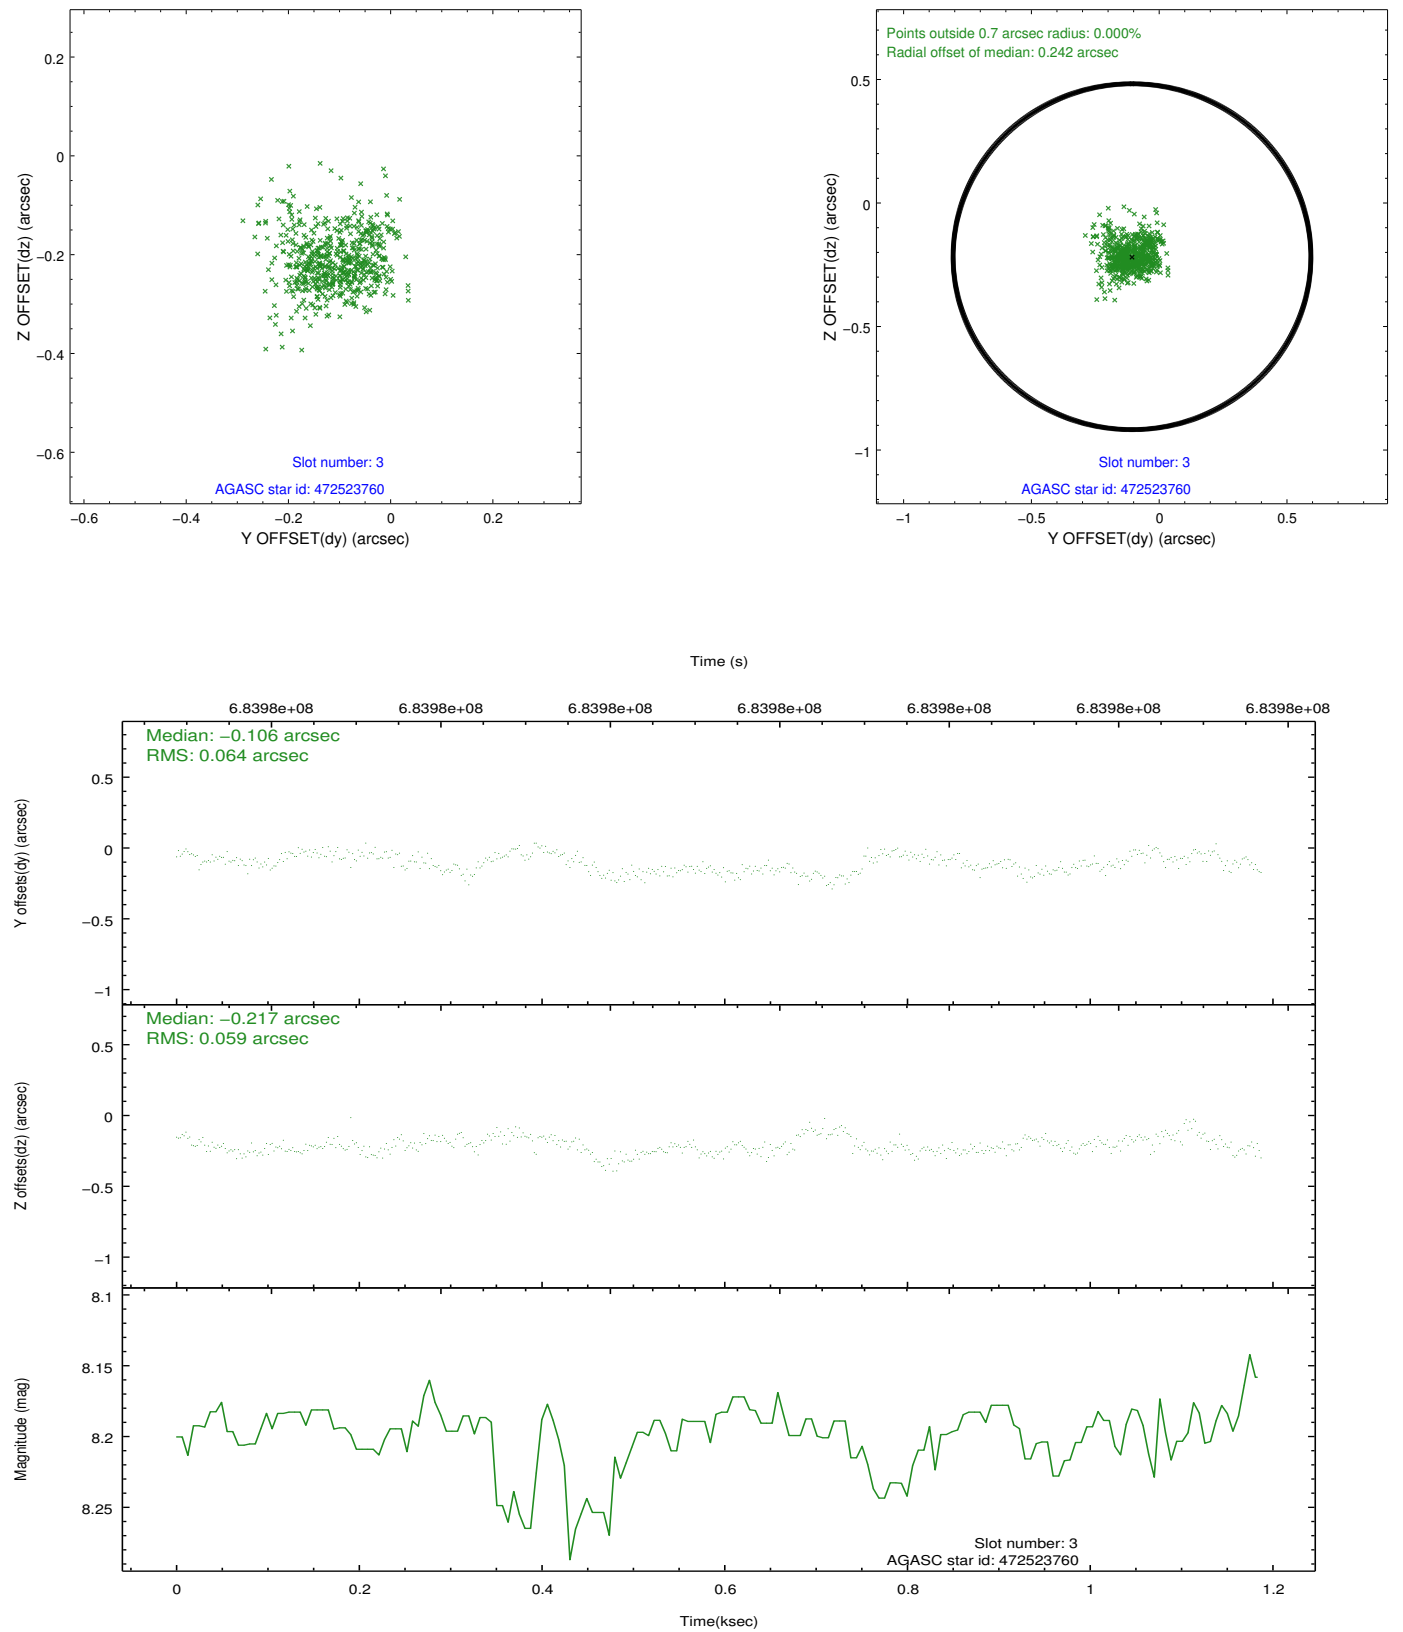 0.2
0
−0.2
−0.4
−0.6
Z OFFSET(dz) (arcsec)
Slot number: 3
AGASC star id: 472523760
−0.6 −0.4 −0.2 0 0.2
Y OFFSET(dy) (arcsec)
Points outside 0.7 arcsec radius: 0.000%
Radial offset of median: 0.242 arcsec
0.5
0
−0.5
−1
Z OFFSET(dz) (arcsec)
Slot number: 3
AGASC star id: 472523760
−1 −0.5 0 0.5
Y OFFSET(dy) (arcsec)
Time (s)
6.8398e+08 6.8398e+08 6.8398e+08 6.8398e+08 6.8398e+08 6.8398e+08 6.8398e+08
Median: −0.106 arcsec
RMS: 0.064 arcsec
0.5
0
−0.5
−1
Y offsets(dy) (arcsec)
Median: −0.217 arcsec
RMS: 0.059 arcsec
0.5
0
−0.5
−1
Z offsets(dz) (arcsec)
8.1
8.15
8.2
8.25
Magnitude (mag)
Slot number: 3
AGASC star id: 472523760
0 0.2 0.4 0.6 0.8 1 1.2
Time(ksec)